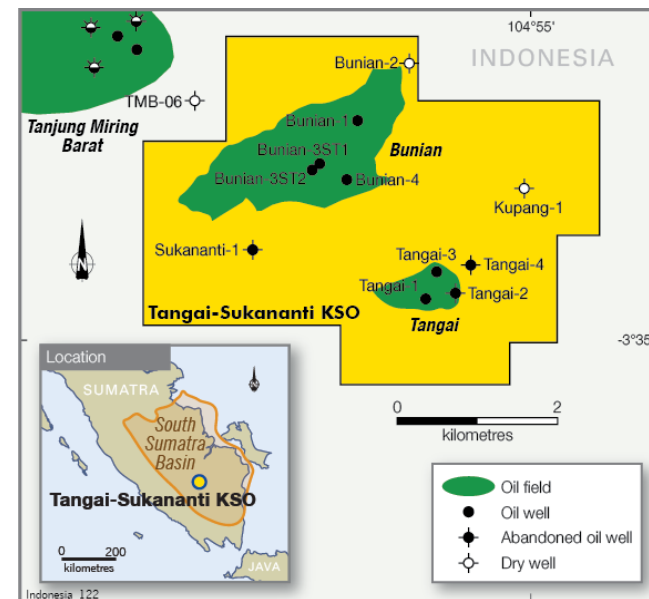 104°55'
INDONESIA
Bunian-2
TMB-06
Tanjung Miring
Barat
Bunian-1
Bunian
Bunian-3ST1
Bunian-3ST2
Bunian-4
Kupang-1
Sukananti-1
Tangai-3
Tangai-4
Tangai-1
Tangai-2
Tangai-Sukananti KSO
Tangai
N
-3°35
Location
SUMATRA
South
Sumatra
Basin
Tangai-Sukananti KSO
0 200
kilometres
JAVA
0 2
kilometres
Oil field
Oil well
Abandoned oil well
Dry well
Indonesia 122